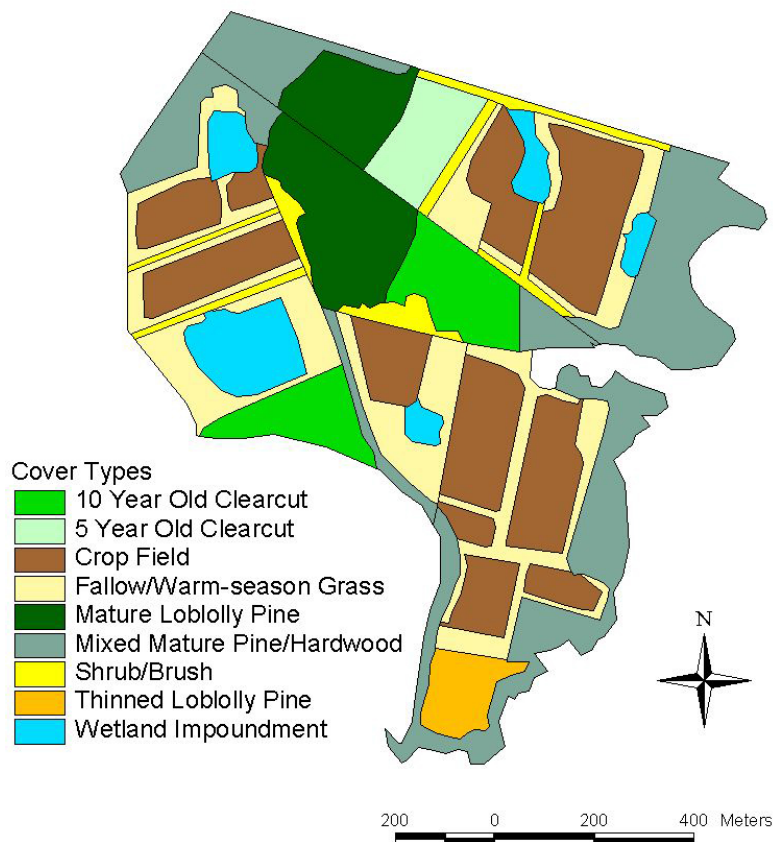 Cover Types
10 Year Old Clearcut
5 Year Old Clearcut
Crop Field
Fallow/Warm-season Grass
Mature Loblolly Pine
Mixed Mature Pine/Hardwood
Shrub/Brush
Thinned Loblolly Pine
Wetland Impoundment
N
200 0 200 400 Meters